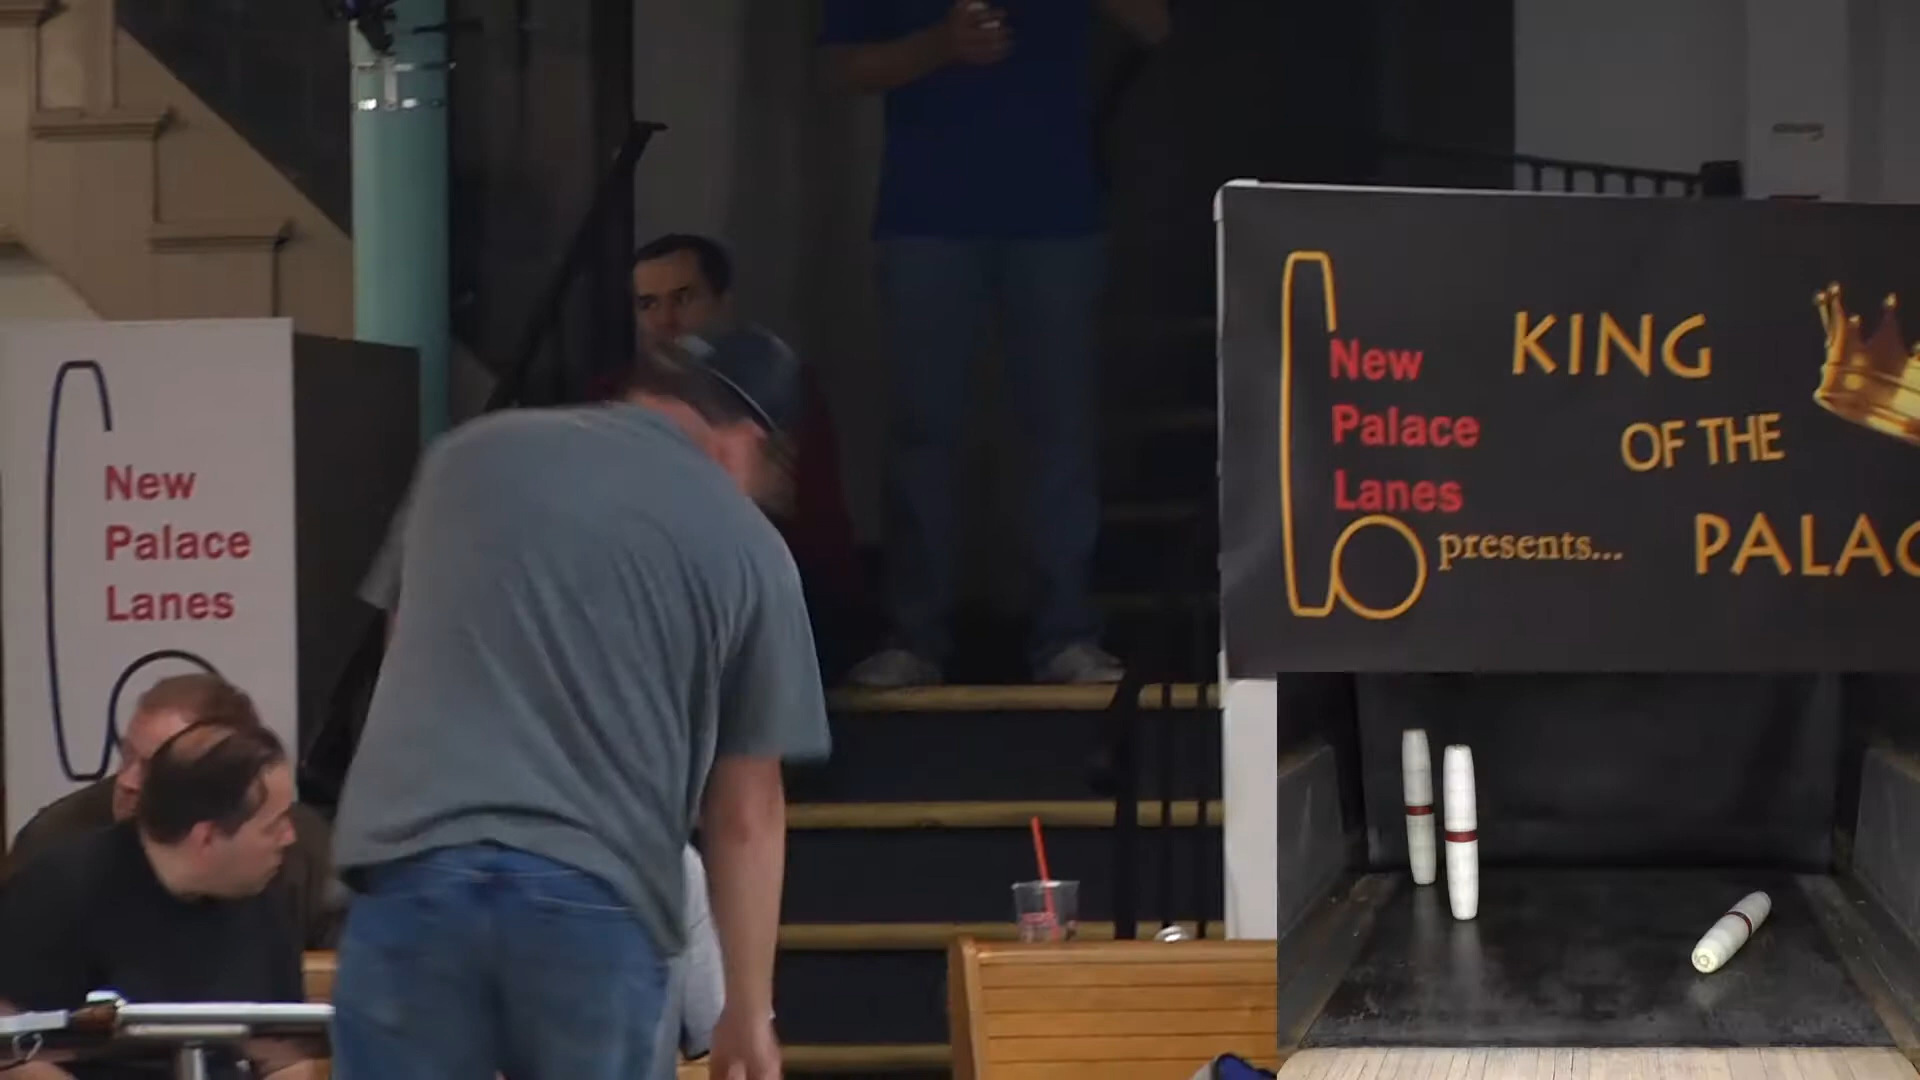 New
Palace
Lanes
New
Palace
Lanes
presents...
KING
OF THE
PALAC